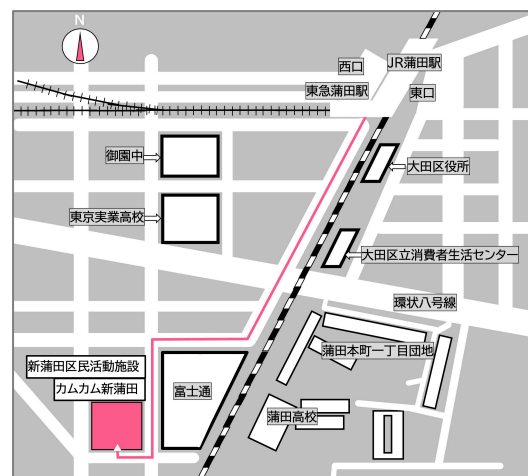 N
西口
JR蒲田駅
東急蒲田駅
東口
御園中
大田区役所
東京実業高校
大田区立消費者生活センター
環状八号線
新蒲田区民活動施設
カムカム新蒲田
富士通
蒲田本町一丁目団地
蒲田高校